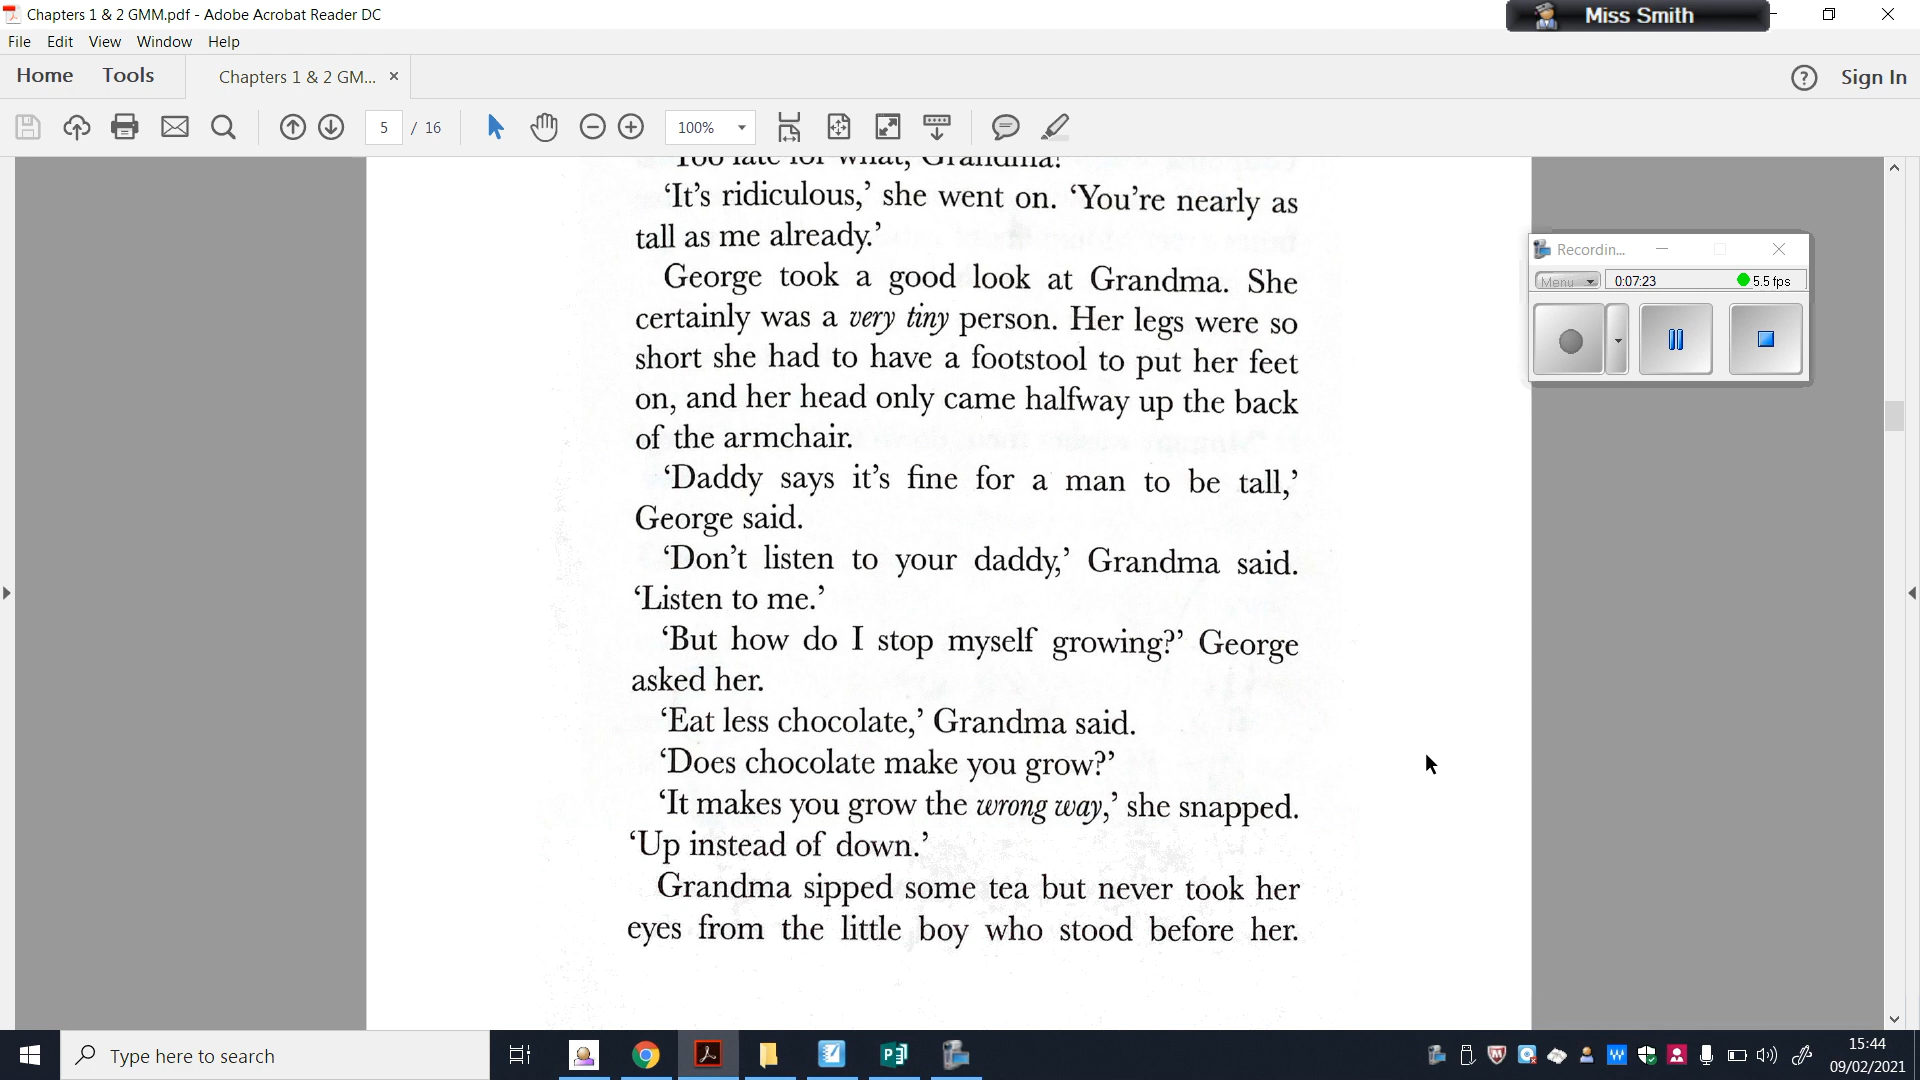 Chapters 1 & 2 GMM.pdf - Adobe Acrobat Reader DC
Miss Smith
File Edit View Window Help
Home Tools Chapters 1 & 2 GM... Sign In
5 / 16 100%
'Too late for what, Grandma?
'It's ridiculous,' she went on. 'You're nearly as
tall as me already.'
George took a good look at Grandma. She
certainly was a very tiny person. Her legs were so
short she had to have a footstool to put her feet
on, and her head only came halfway up the back
of the armchair.
'Daddy says it's fine for a man to be tall,'
George said.
'Don't listen to your daddy,' Grandma said.
'Listen to me.'
'But how do I stop myself growing?' George
asked her.
'Eat less chocolate,' Grandma said.
'Does chocolate make you grow?'
'It makes you grow the wrong way,' she snapped.
'Up instead of down.'
Grandma sipped some tea but never took her
eyes from the little boy who stood before her.
Recordin...
Menu 0:07:23 5.5 fps
Type here to search
15:44
09/02/2021